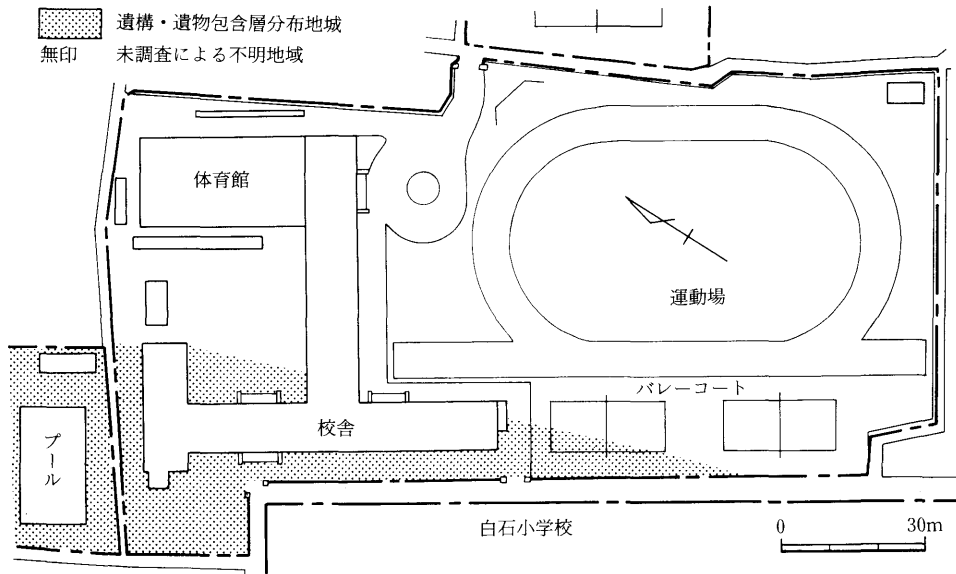 遺構・遺物包含層分布地域
無印 未調査による不明地域
体育館
運動場
バレーコート
校舎
プール
白石小学校
0 30m